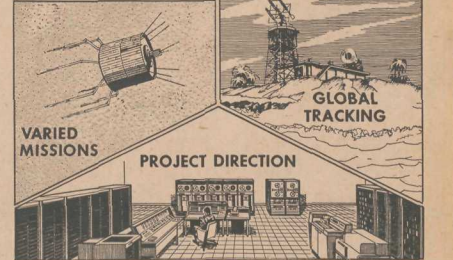 VARIED
MISSIONS
GLOBAL
TRACKING
PROJECT DIRECTION